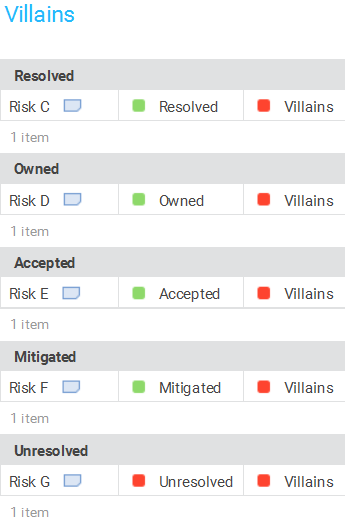 Villains
Resolved
Risk C Resolved Villains
1 item
Owned
Risk D Owned Villains
1 item
Accepted
Risk E Accepted Villains
1 item
Mitigated
Risk F Mitigated Villains
1 item
Unresolved
Risk G Unresolved Villains
1 item